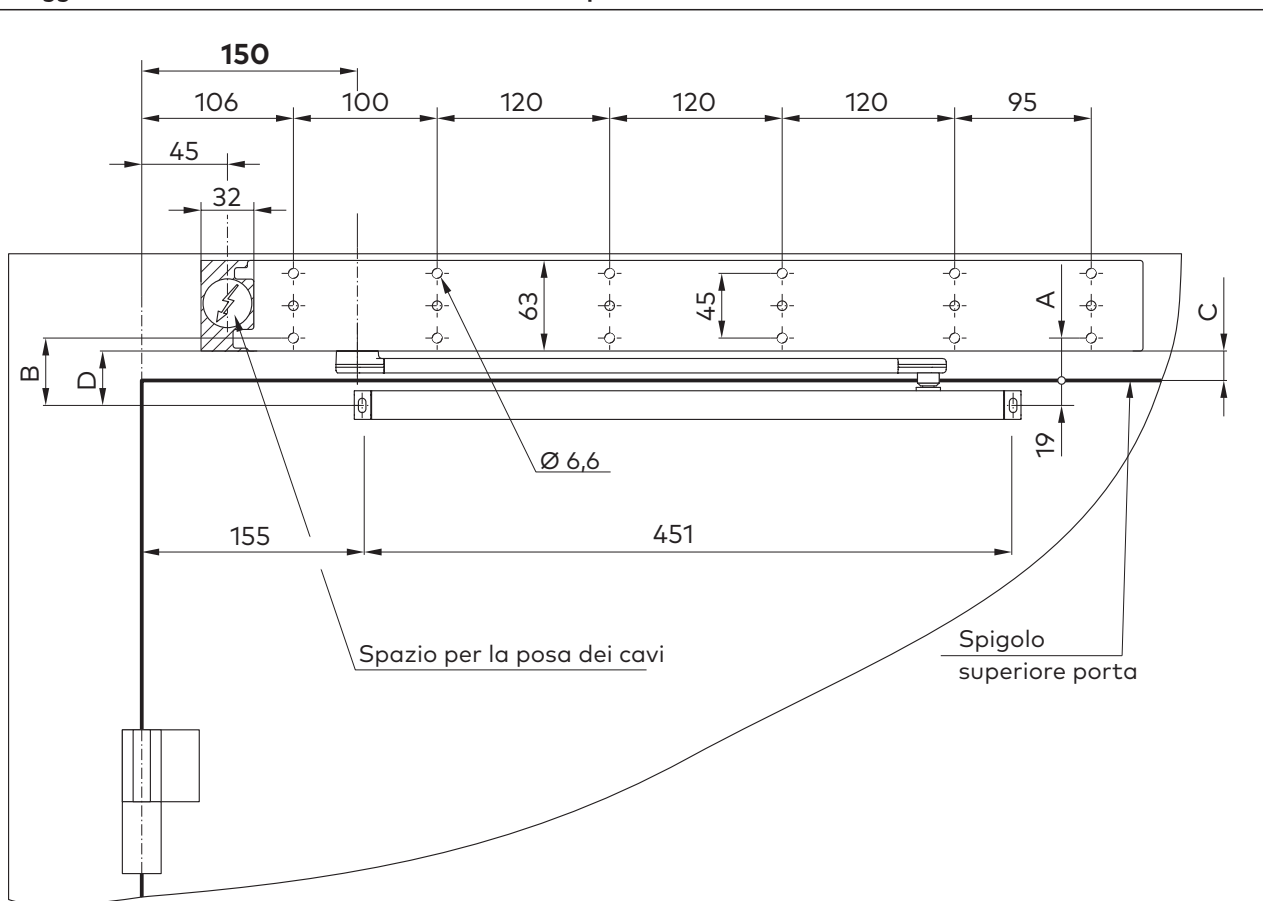 150
106 100 120 120 120 95
45
32
63
45
A
C
B
D
19
Ø 6,6
155 451
Spazio per la posa dei cavi
Spigolo
superiore porta